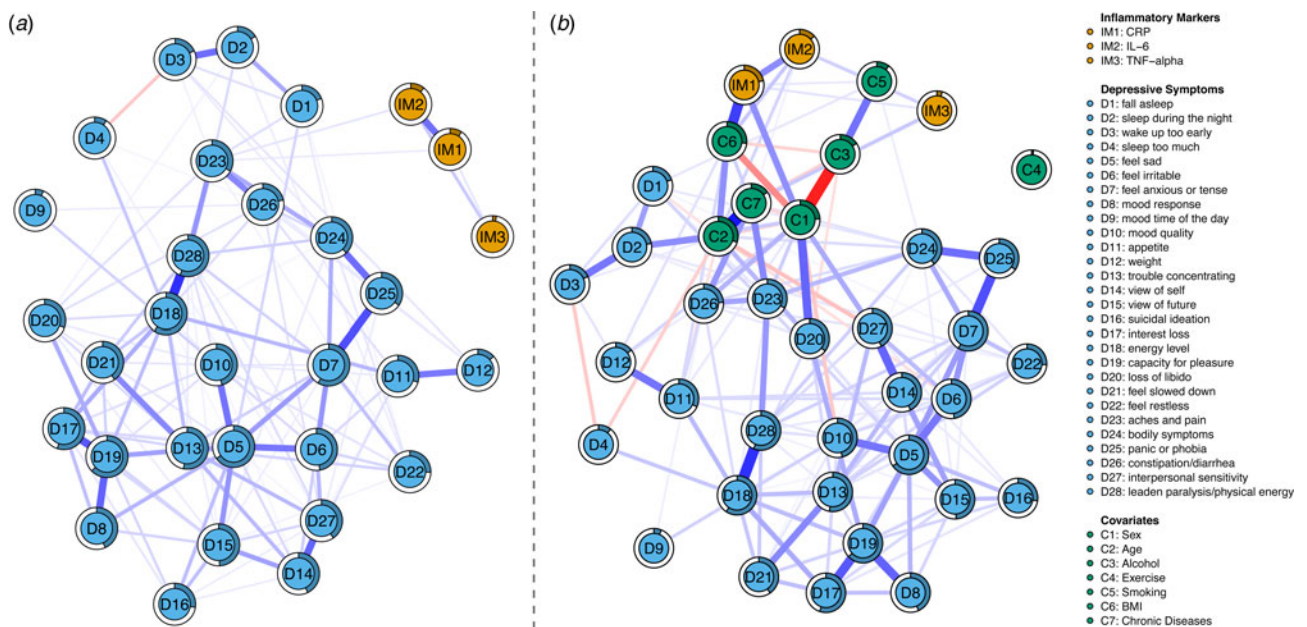 (a)
D3
D2
D1
D4
IM2
IM1
IM3
D23
D26
D9
D24
D28
D25
D18
D20
D21
D10
D7
D11
D12
D17
D19
D13
D5
D6
D22
D8
D27
D15
D14
D16
(b)
IM2
IM1
C5
IM3
C6
C3
C4
D1
C7
C1
C2
D2
D24
D25
D3
D26
D23
D20
D27
D7
D12
D22
D11
D14
D6
D4
D28
D10
D5
D18
D13
D15
D16
D9
D19
D21
D17
D8
Inflammatory Markers
IM1: CRP
IM2: IL-6
IM3: TNF-alpha
Depressive Symptoms
D1: fall asleep
D2: sleep during the night
D3: wake up too early
D4: sleep too much
D5: feel sad
D6: feel irritable
D7: feel anxious or tense
D8: mood response
D9: mood time of the day
D10: mood quality
D11: appetite
D12: weight
D13: trouble concentrating
D14: view of self
D15: view of future
D16: suicidal ideation
D17: interest loss
D18: energy level
D19: capacity for pleasure
D20: loss of libido
D21: feel slowed down
D22: feel restless
D23: aches and pain
D24: bodily symptoms
D25: panic or phobia
D26: constipation/diarrhea
D27: interpersonal sensitivity
D28: leaden paralysis/physical energy
Covariates
C1: Sex
C2: Age
C3: Alcohol
C4: Exercise
C5: Smoking
C6: BMI
C7: Chronic Diseases